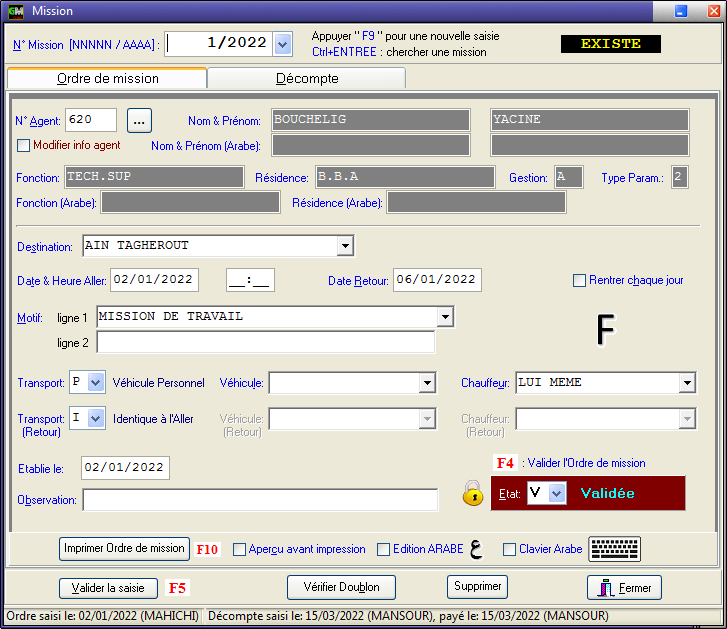 GM Mission
N° Mission [NNNNN / AAAA] : 1/2022 Appuyer " F9 " pour une nouvelle saisie EXISTE
Ctrl+ENTREE : chercher une mission
Ordre de mission Décompte
N° Agent: 620 ... Nom & Prénom: BOUCHELIG YACINE
Modifier info agent Nom & Prénom (Arabe):
Fonction: TECH.SUP Résidence: B.B.A Gestion: A Type Param.: 2
Fonction (Arabe): Résidence (Arabe):
Destination: AIN TAGHEROUT
Date & Heure Aller: 02/01/2022 __:__ Date Retour: 06/01/2022 Rentrer chaque jour
Motif: ligne 1 MISSION DE TRAVAIL F
ligne 2
Transport: P Véhicule Personnel Véhicule: Chauffeur: LUI MEME
Transport: (Retour) I Identique à l'Aller Véhicule: (Retour) Chauffeur: (Retour)
Etablie le: 02/01/2022 F4 : Valider l'Ordre de mission
Observation: Etat: V Validée
Imprimer Ordre de mission F10 Aperçu avant impression Edition ARABE ع Clavier Arabe
Valider la saisie F5 Vérifier Doublon Supprimer Fermer
Ordre saisi le: 02/01/2022 (MAHICHI) Décompte saisi le: 15/03/2022 (MANSOUR), payé le: 15/03/2022 (MANSOUR)